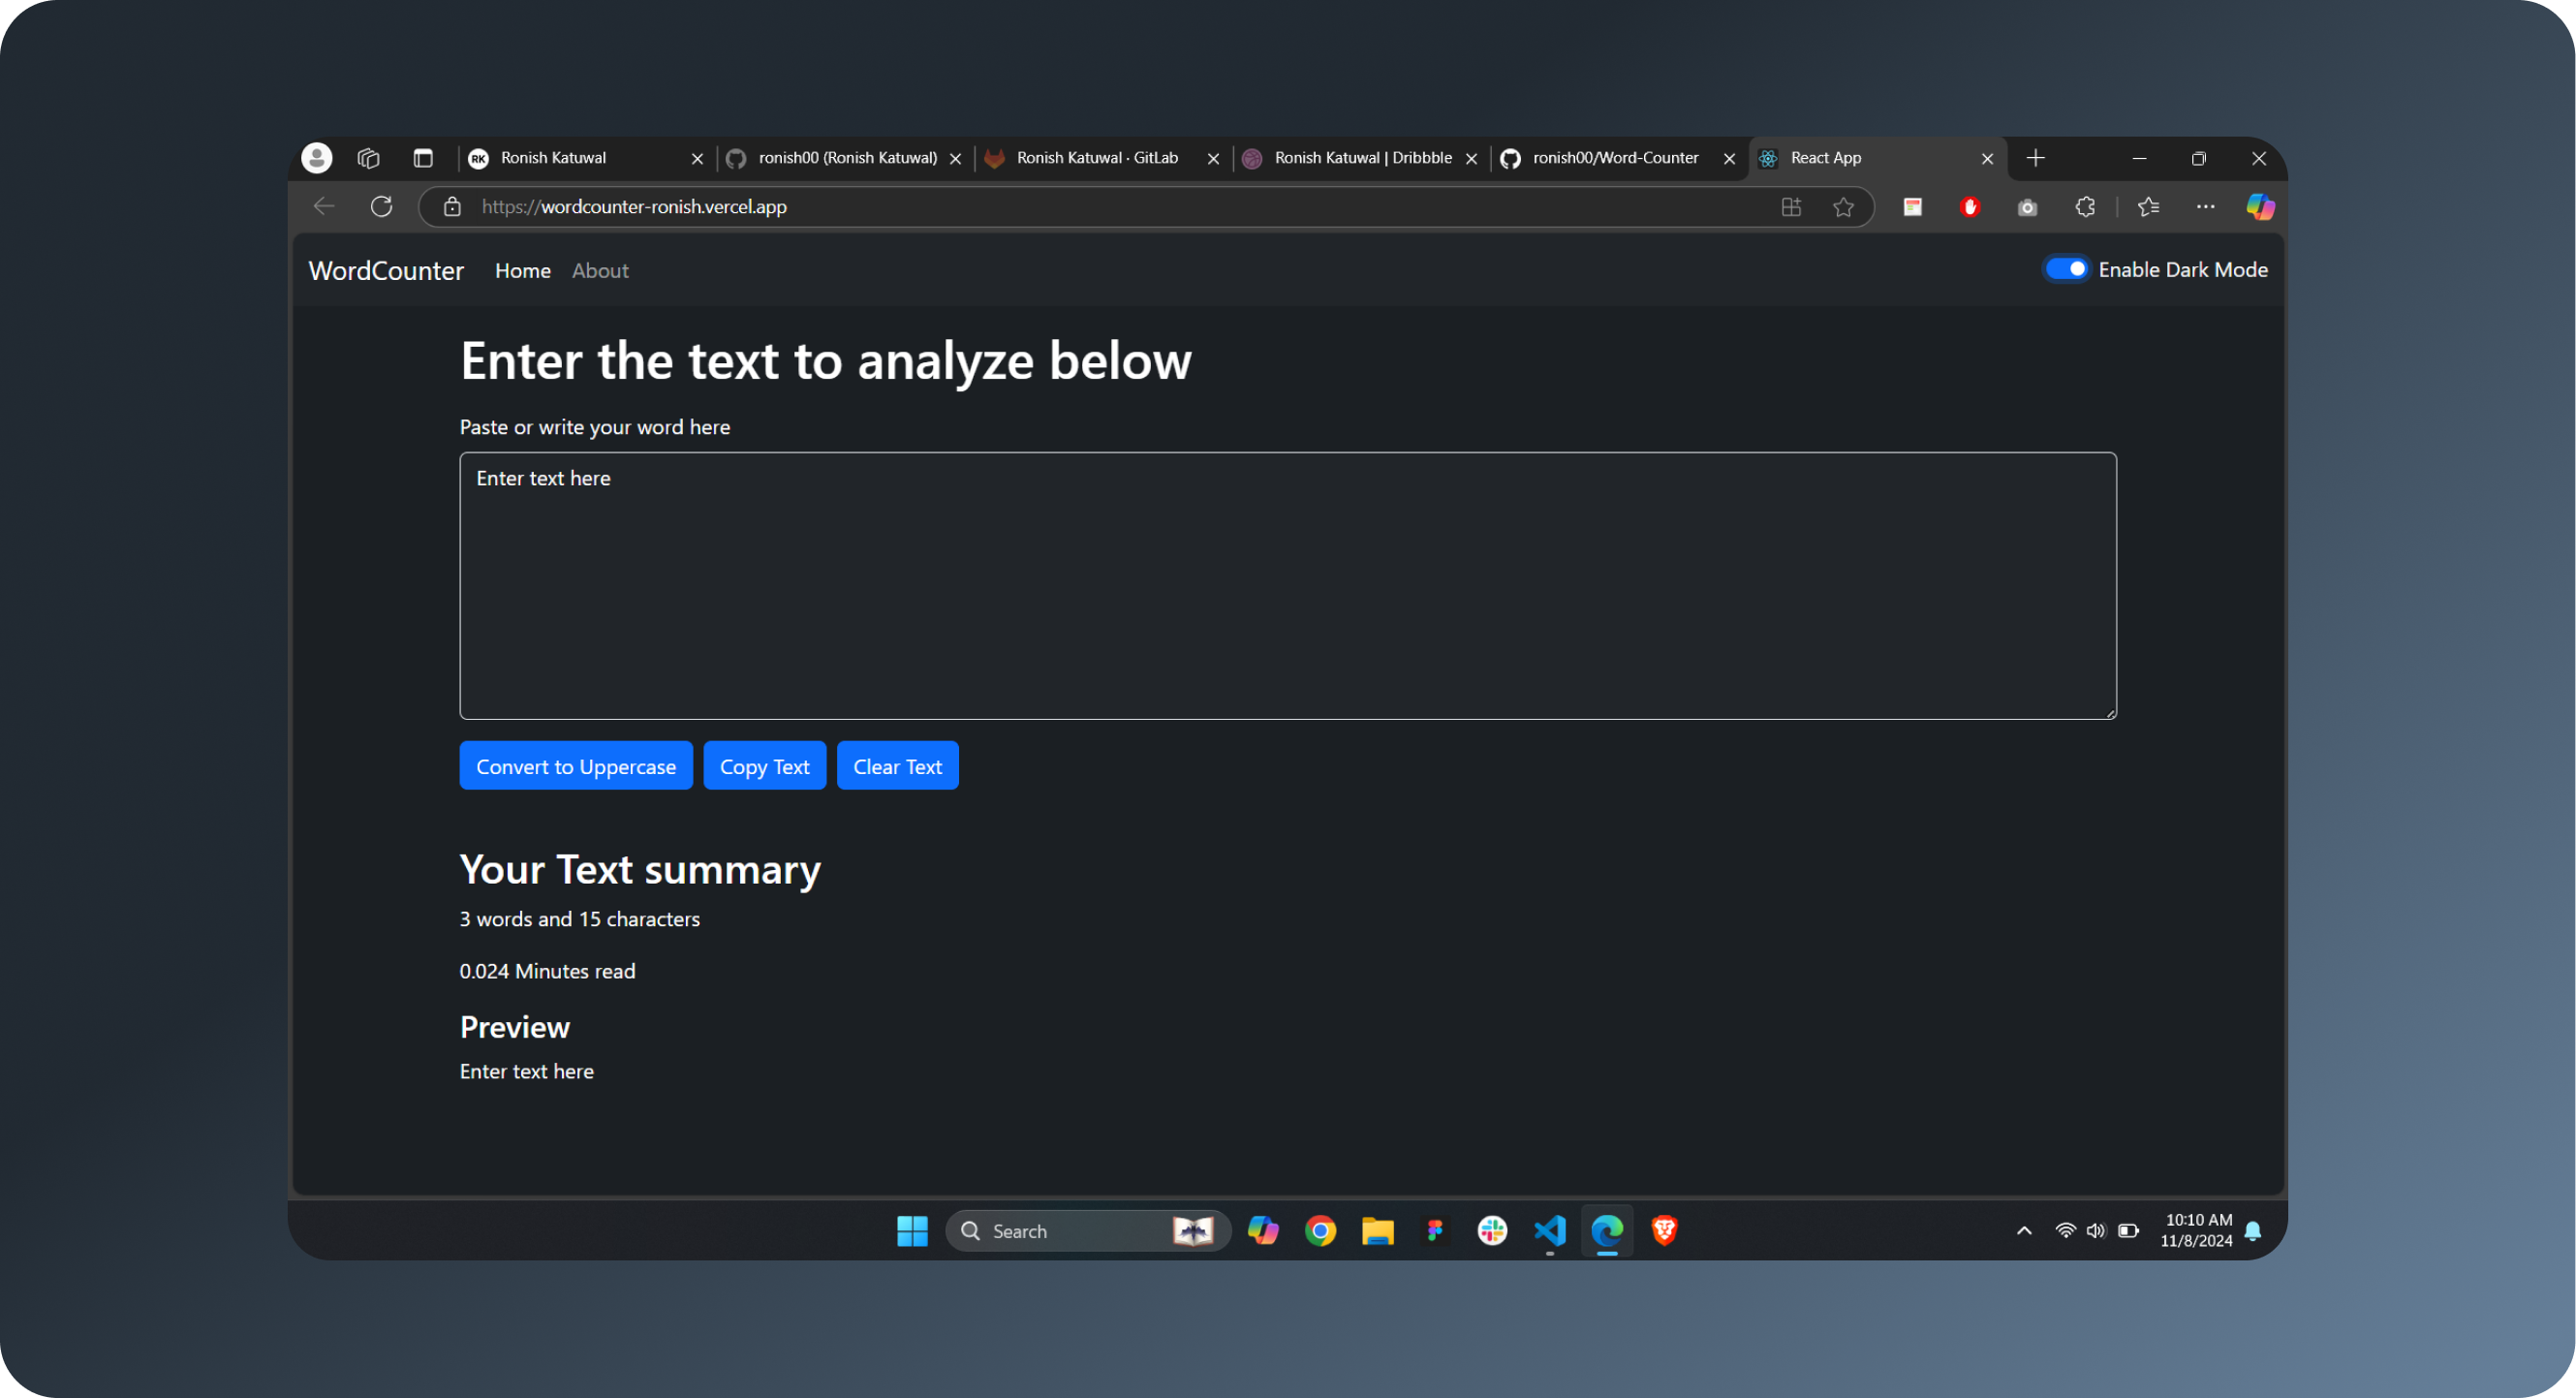 RK Ronish Katuwal ronish00 (Ronish Katuwal) Ronish Katuwal · GitLab Ronish Katuwal | Dribbble ronish00/Word-Counter React App
https://wordcounter-ronish.vercel.app
WordCounter Home About Enable Dark Mode
Enter the text to analyze below
Paste or write your word here
Enter text here
Convert to Uppercase Copy Text Clear Text
Your Text summary
3 words and 15 characters
0.024 Minutes read
Preview
Enter text here
Search
10:10 AM
11/8/2024